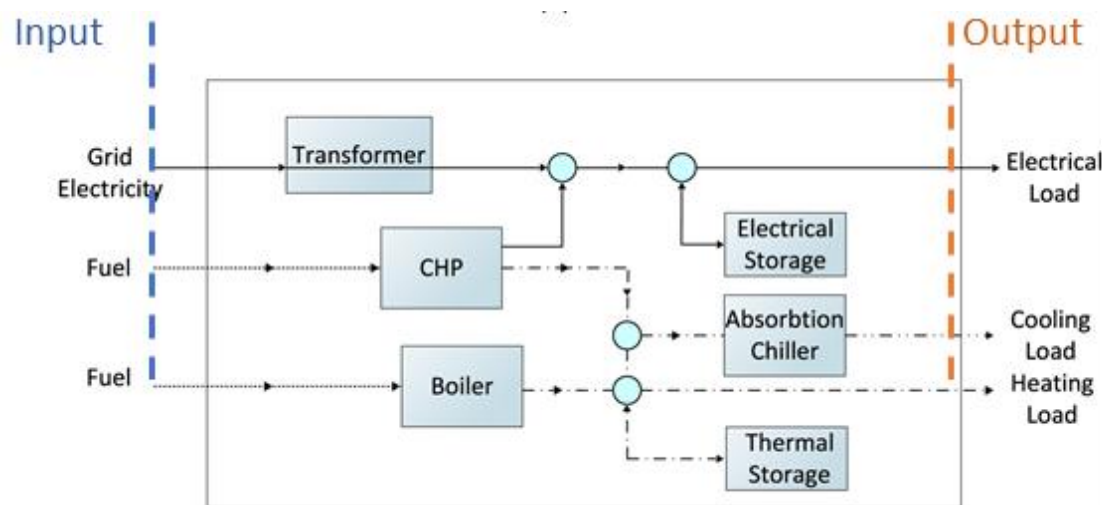 Input
Output
Grid
Electricity
Transformer
Electrical
Load
Electrical
Storage
Fuel
CHP
Absorbtion
Chiller
Cooling
Load
Fuel
Boiler
Heating
Load
Thermal
Storage